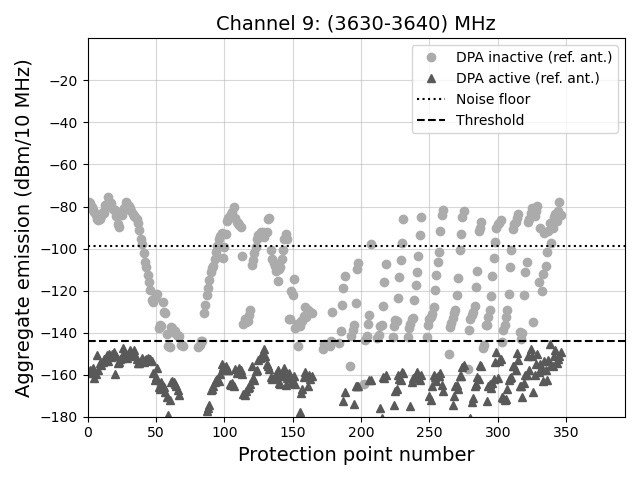 Channel 9: (3630-3640) MHz
DPA inactive (ref. ant.)
DPA active (ref. ant.)
Noise floor
Threshold
Aggregate emission (dBm/10 MHz)
−20
−40
−60
−80
−100
−120
−140
−160
−180
0 50 100 150 200 250 300 350
Protection point number